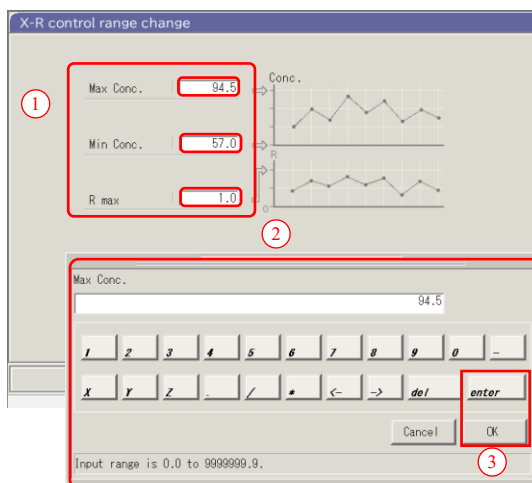 X-R control range change
1
Max Conc. 94.5
Min Conc. 57.0
R max 1.0
Conc.
R
0
2
Max Conc.
94.5
1 2 3 4 5 6 7 8 9 0 -
X Y Z . / * <- -> del enter
Cancel OK
3
Input range is 0.0 to 9999999.9.